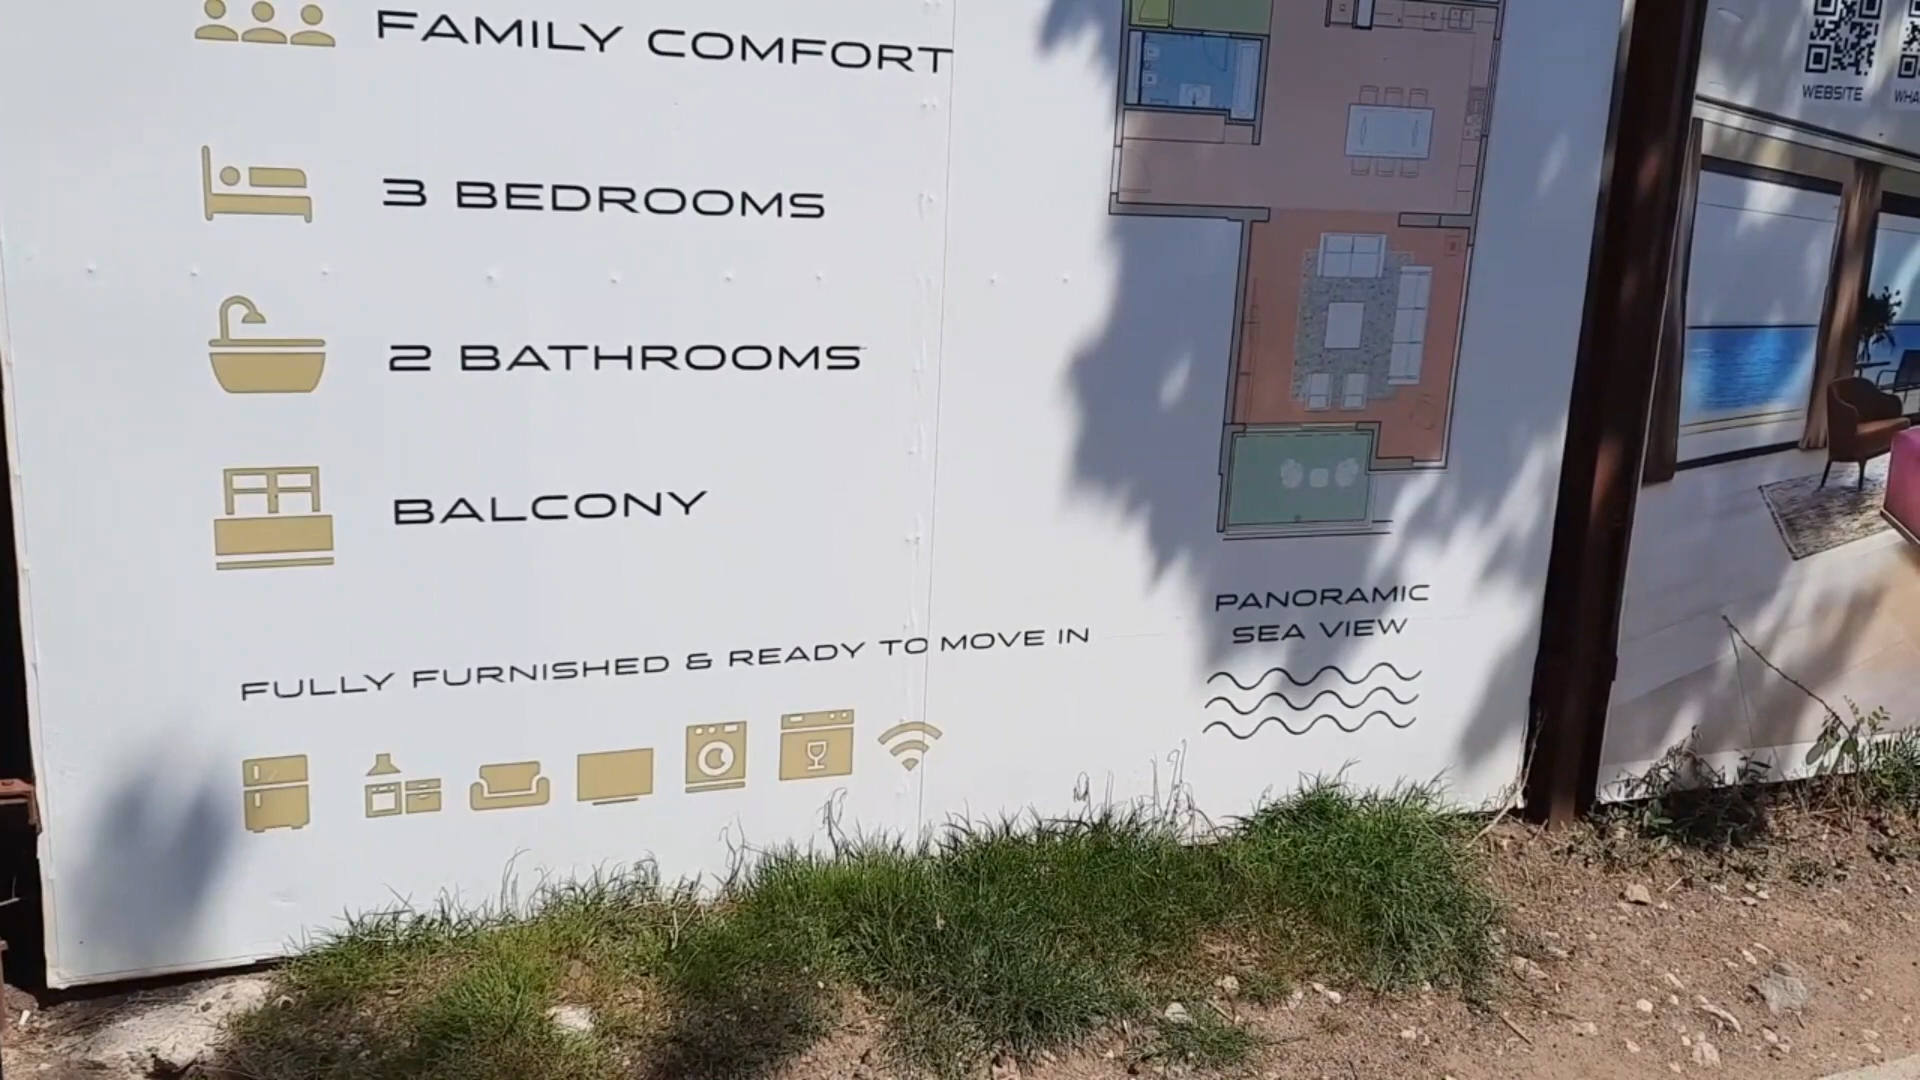 FAMILY COMFORT
3 BEDROOMS
2 BATHROOMS
BALCONY
FULLY FURNISHED & READY TO MOVE IN
PANORAMIC
SEA VIEW
WEBSITE